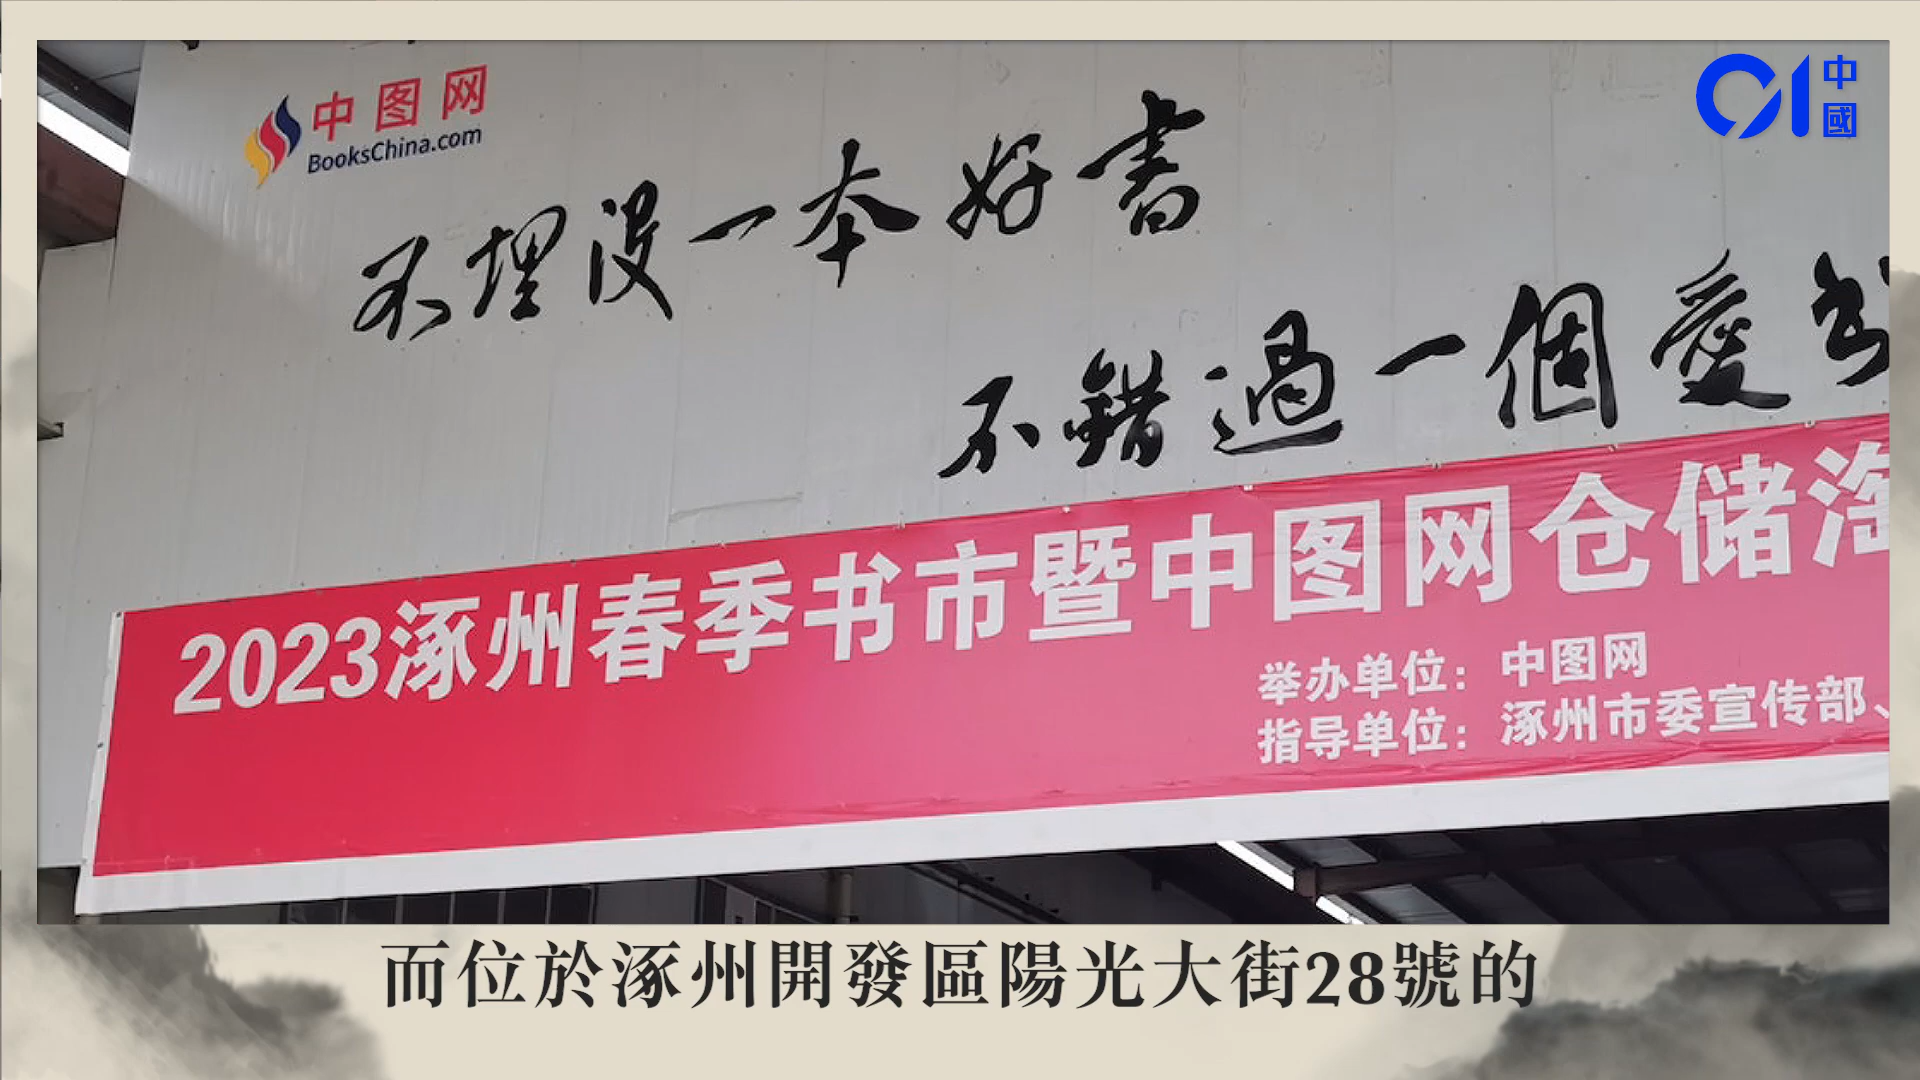 01
中國
中图网
BooksChina.com
不埋没一本好書
不錯過一個愛
2023涿州春季书市暨中图网仓储淘
举办单位：中图网
指导单位：涿州市委宣传部、
而位於涿州開發區陽光大街28號的